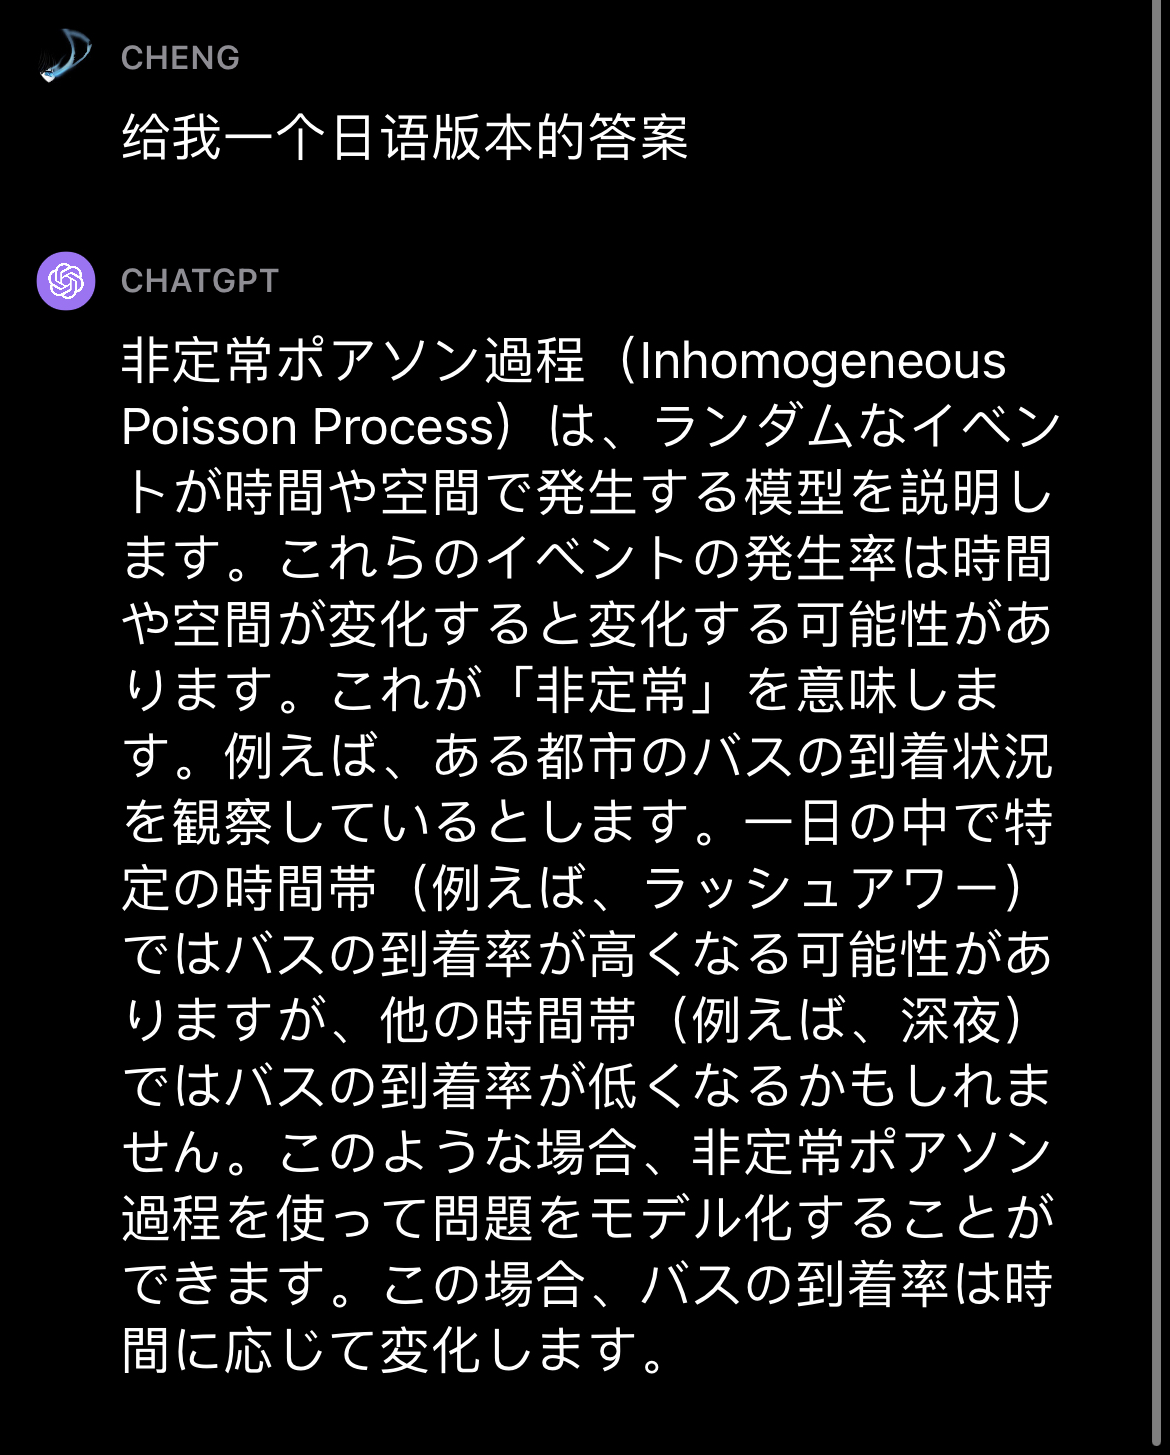 CHENG
给我一个日语版本的答案
CHATGPT
非定常ポアソン過程（Inhomogeneous
Poisson Process）は、ランダムなイベン
トが時間や空間で発生する模型を説明し
ます。これらのイベントの発生率は時間
や空間が変化すると変化する可能性があ
ります。これが「非定常」を意味しま
す。例えば、ある都市のバスの到着状況
を観察しているとします。一日の中で特
定の時間帯（例えば、ラッシュアワー）
ではバスの到着率が高くなる可能性があ
りますが、他の時間帯（例えば、深夜）
ではバスの到着率が低くなるかもしれま
せん。このような場合、非定常ポアソン
過程を使って問題をモデル化することが
できます。この場合、バスの到着率は時
間に応じて変化します。